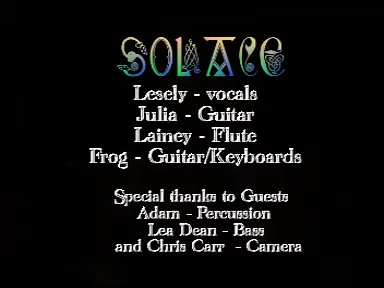 SOLACE
Lesely - vocals
Julia - Guitar
Lainey - Flute
Frog - Guitar/Keyboards
Special thanks to Guests
Adam - Percussion
Lea Dean - Bass
and Chris Carr - Camera